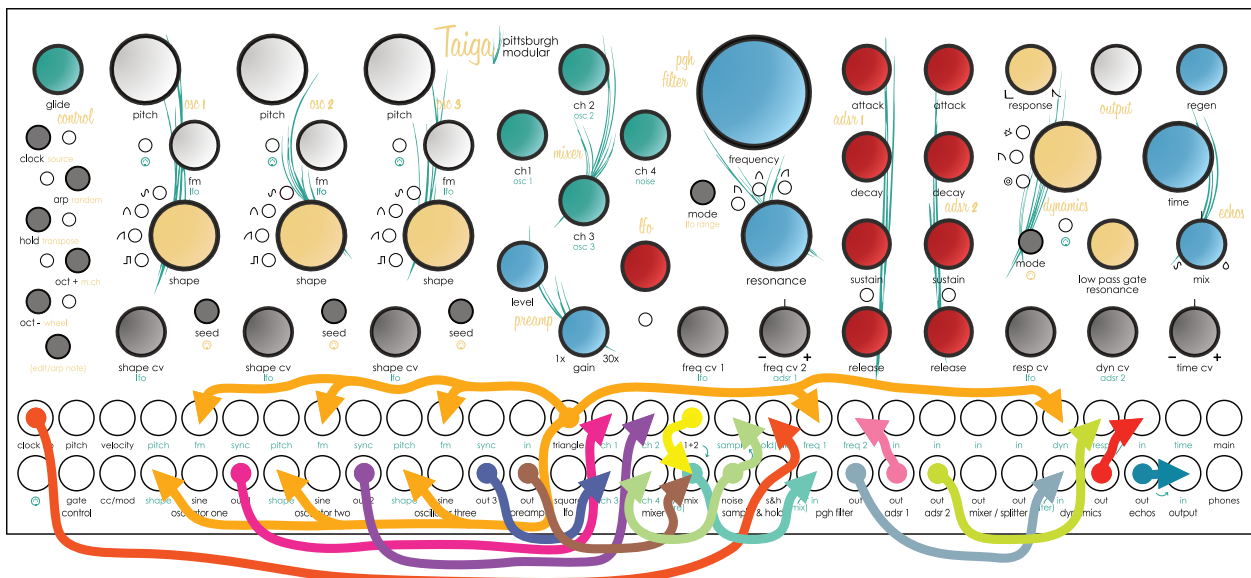 Taiga
pittsburgh
modular
glide
control
clock source
arp random
hold transpose
oct + m.ch
oct - wheel
(edit/arp note)
pitch
osc 1
fm
lfo
shape
seed
shape cv
lfo
pitch
osc 2
fm
lfo
shape
seed
shape cv
lfo
pitch
osc 3
fm
lfo
shape
seed
shape cv
lfo
ch 2
osc 2
ch1
osc 1
mixer
ch 4
noise
ch 3
osc 3
level
preamp
1x
30x
gain
lfo
pgh
filter
frequency
mode
lfo range
resonance
freq cv 1
lfo
freq cv 2
adsr 1
- +
attack
adsr 1
decay
sustain
release
attack
decay
adsr 2
sustain
release
response
dynamics
mode
resp cv
lfo
output
low pass gate
resonance
dyn cv
adsr 2
regen
time
echos
mix
time cv
- +
pitch velocity pitch fm sync pitch fm sync pitch fm sync in triangle ch 1 ch 2 1+2 freq 1 freq 2 in in in in dyn in time main
gate cc/mod shape sine shape sine out 2 shape sine out 3 out square ch 3 ch 4 mix noise s&h in out out out out out in out out in phones
control oscillator one oscillator two oscillator three preamp lfo mixer sample & hold pgh filter adsr 1 adsr 2 mixer / splitter dynamics echos output